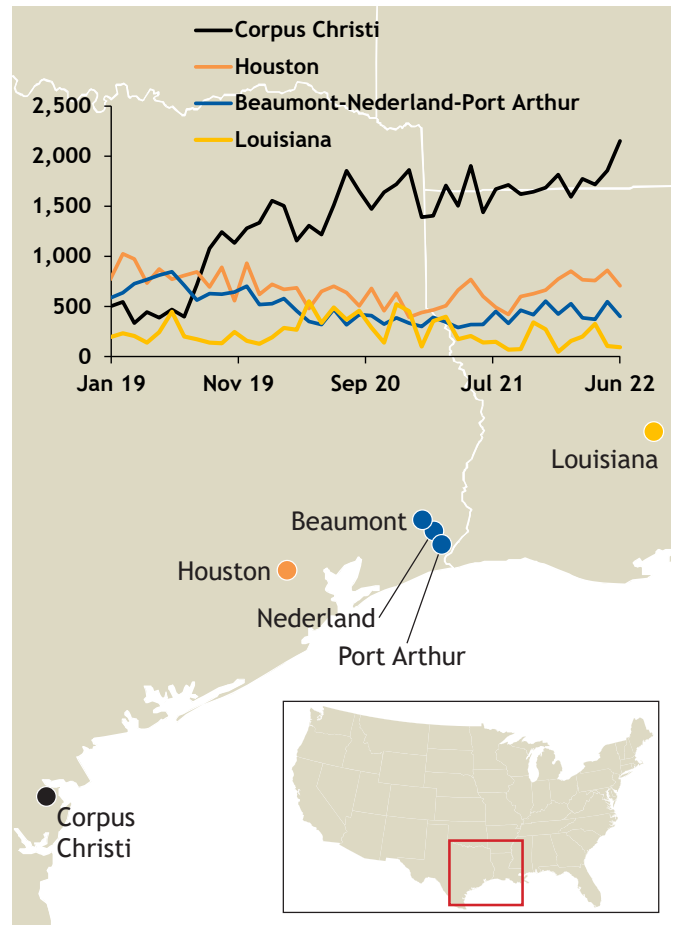 Corpus Christi
Houston
Beaumont-Nederland-Port Arthur
Louisiana
2,500
2,000
1,500
1,000
500
0
Jan 19 Nov 19 Sep 20 Jul 21 Jun 22
Louisiana
Beaumont
Houston
Nederland
Port Arthur
Corpus
Christi